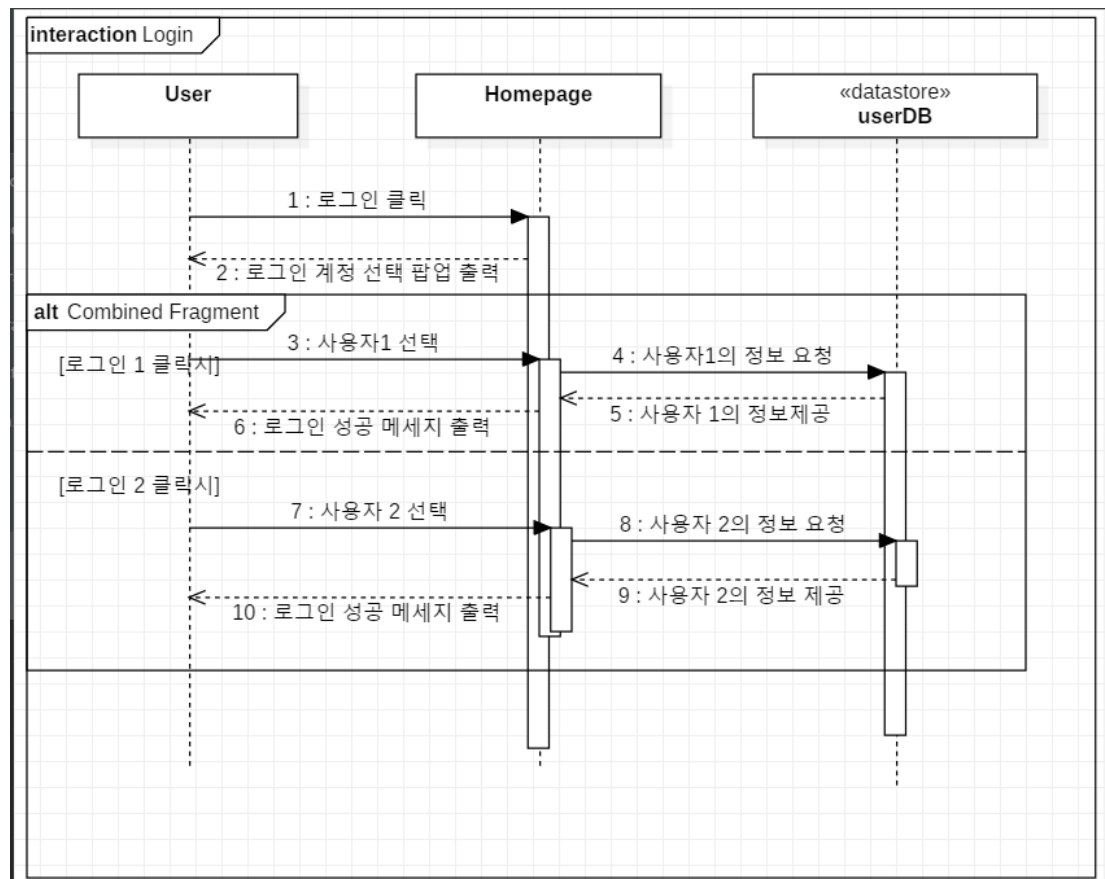 interaction Login
User
Homepage
«datastore»
userDB
1 : 로그인 클릭
2 : 로그인 계정 선택 팝업 출력
alt Combined Fragment
3 : 사용자1 선택
[로그인 1 클릭시]
4 : 사용자1의 정보 요청
5 : 사용자 1의 정보제공
6 : 로그인 성공 메세지 출력
[로그인 2 클릭시]
7 : 사용자 2 선택
8 : 사용자 2의 정보 요청
9 : 사용자 2의 정보 제공
10 : 로그인 성공 메세지 출력